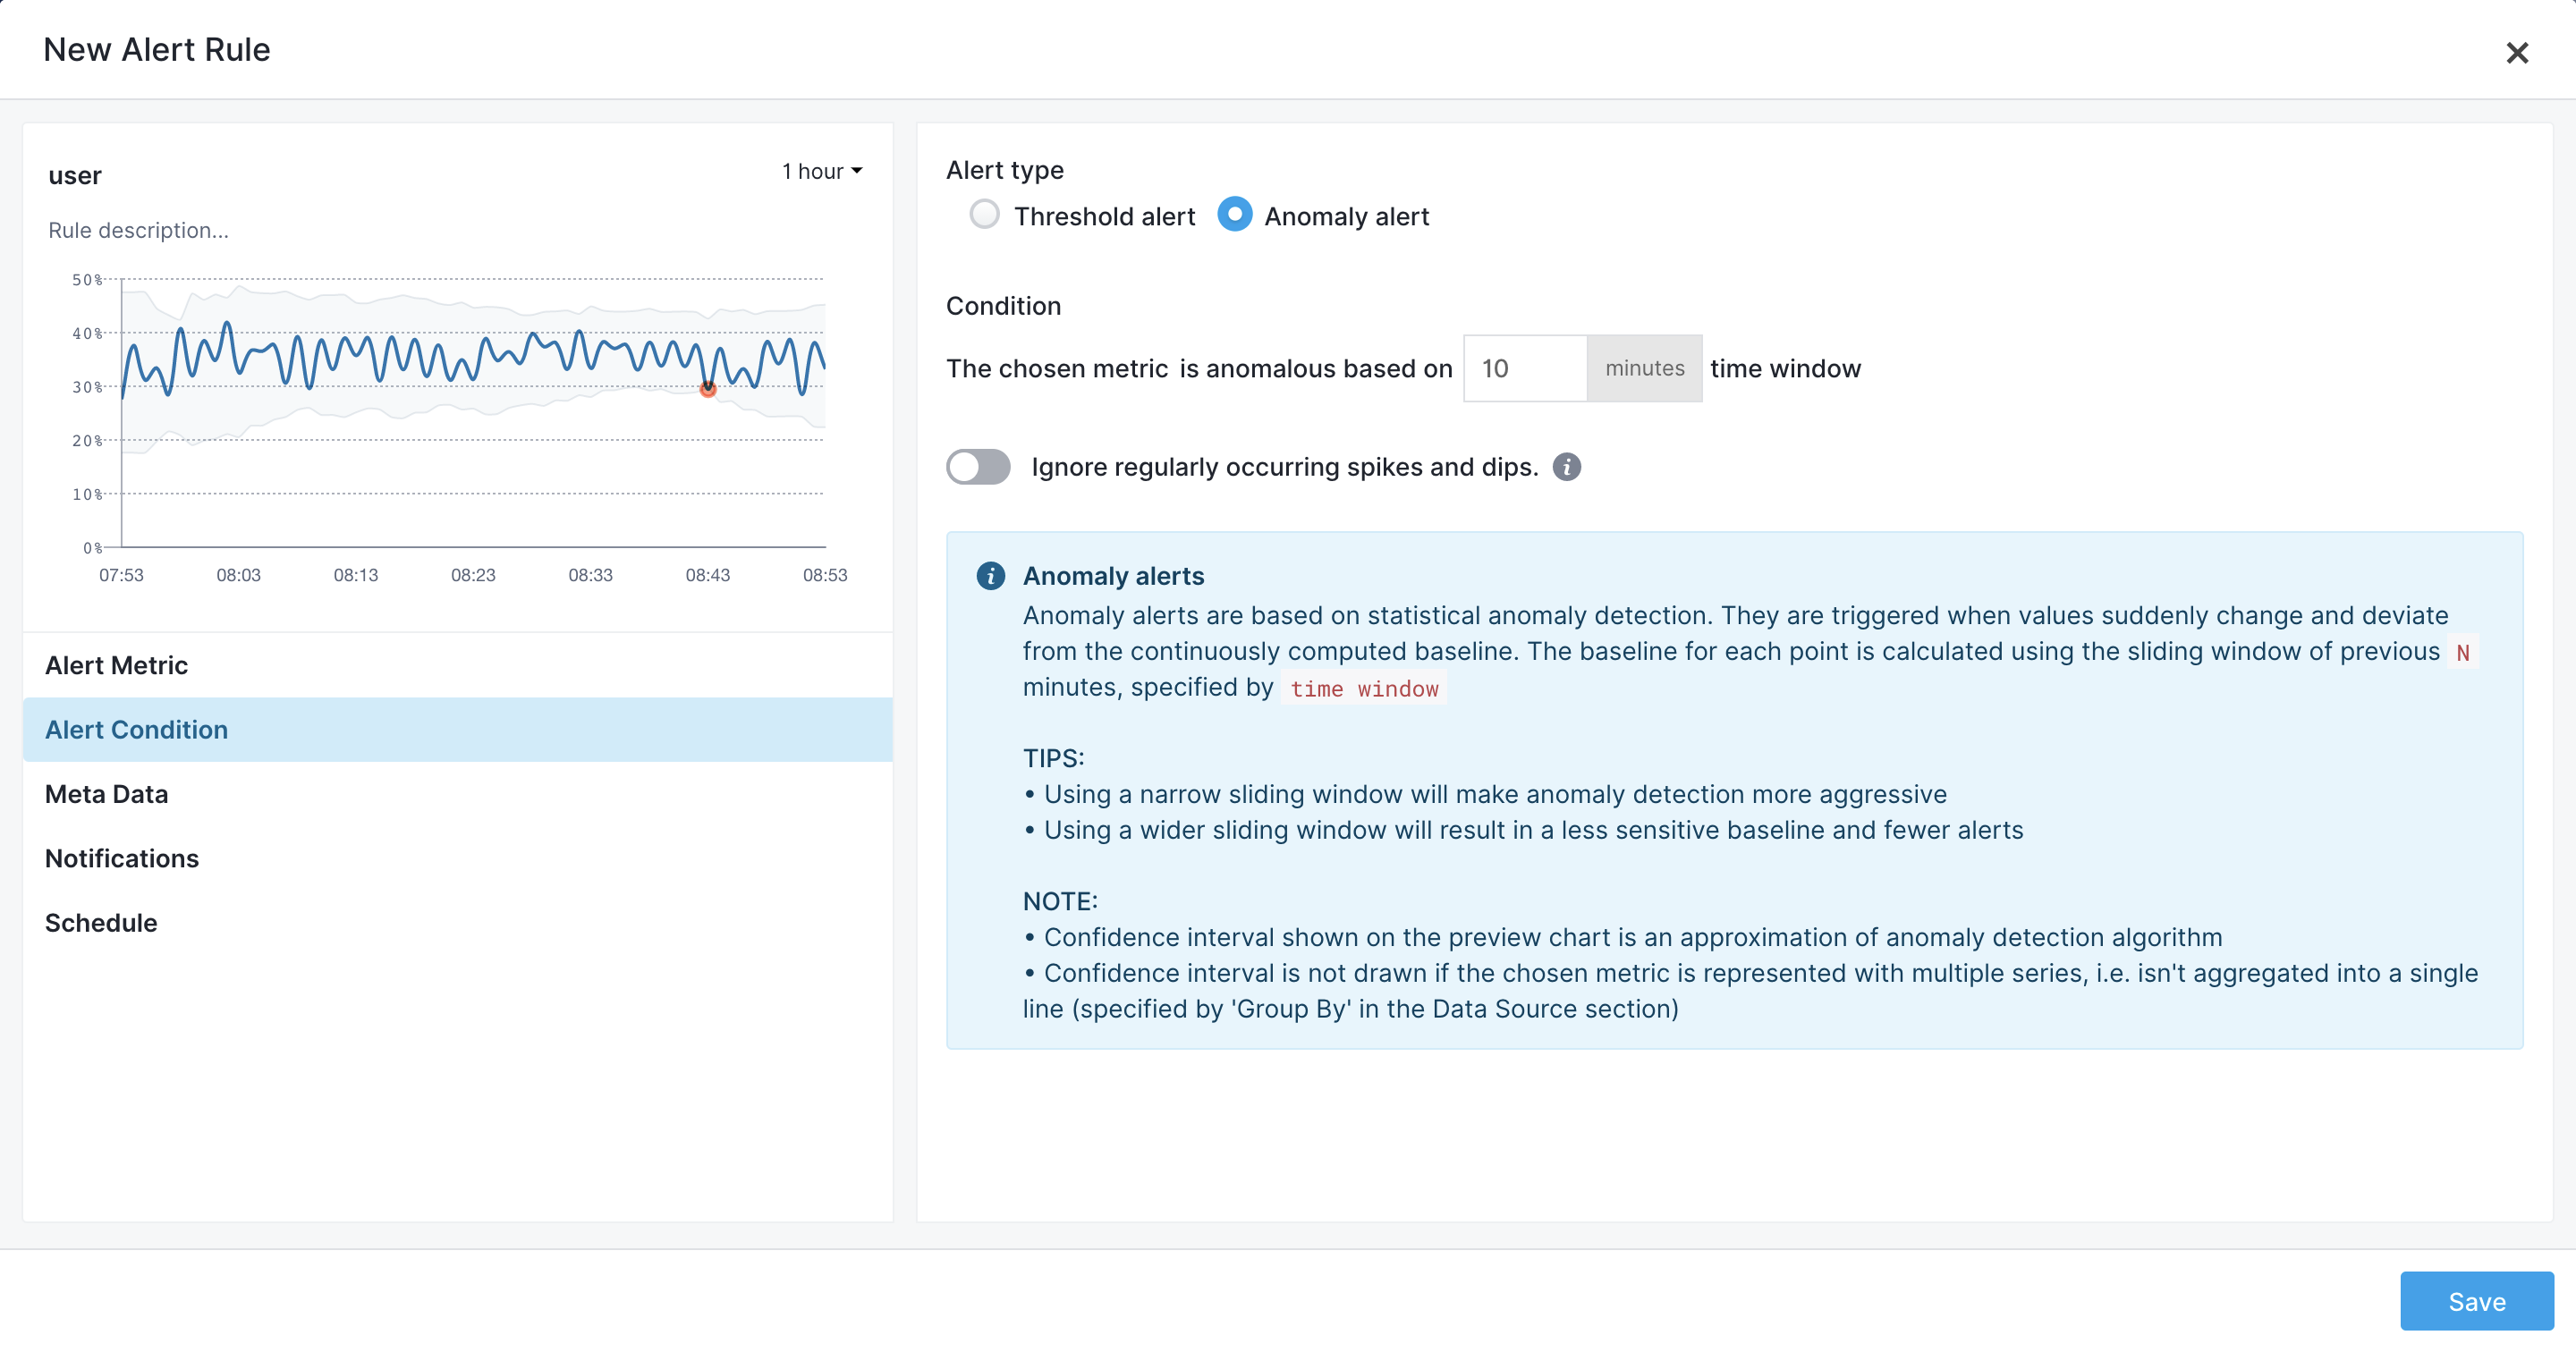 New Alert Rule
user
1 hour
Rule description...
50%
40%
30%
20%
10%
0%
07:53 08:03 08:13 08:23 08:33 08:43 08:53
Alert Metric
Alert Condition
Meta Data
Notifications
Schedule
Alert type
Threshold alert Anomaly alert
Condition
The chosen metric is anomalous based on 10 minutes time window
Ignore regularly occurring spikes and dips. i
i Anomaly alerts
Anomaly alerts are based on statistical anomaly detection. They are triggered when values suddenly change and deviate
from the continuously computed baseline. The baseline for each point is calculated using the sliding window of previous N
minutes, specified by time window
TIPS:
• Using a narrow sliding window will make anomaly detection more aggressive
• Using a wider sliding window will result in a less sensitive baseline and fewer alerts
NOTE:
• Confidence interval shown on the preview chart is an approximation of anomaly detection algorithm
• Confidence interval is not drawn if the chosen metric is represented with multiple series, i.e. isn't aggregated into a single
line (specified by 'Group By' in the Data Source section)
Save